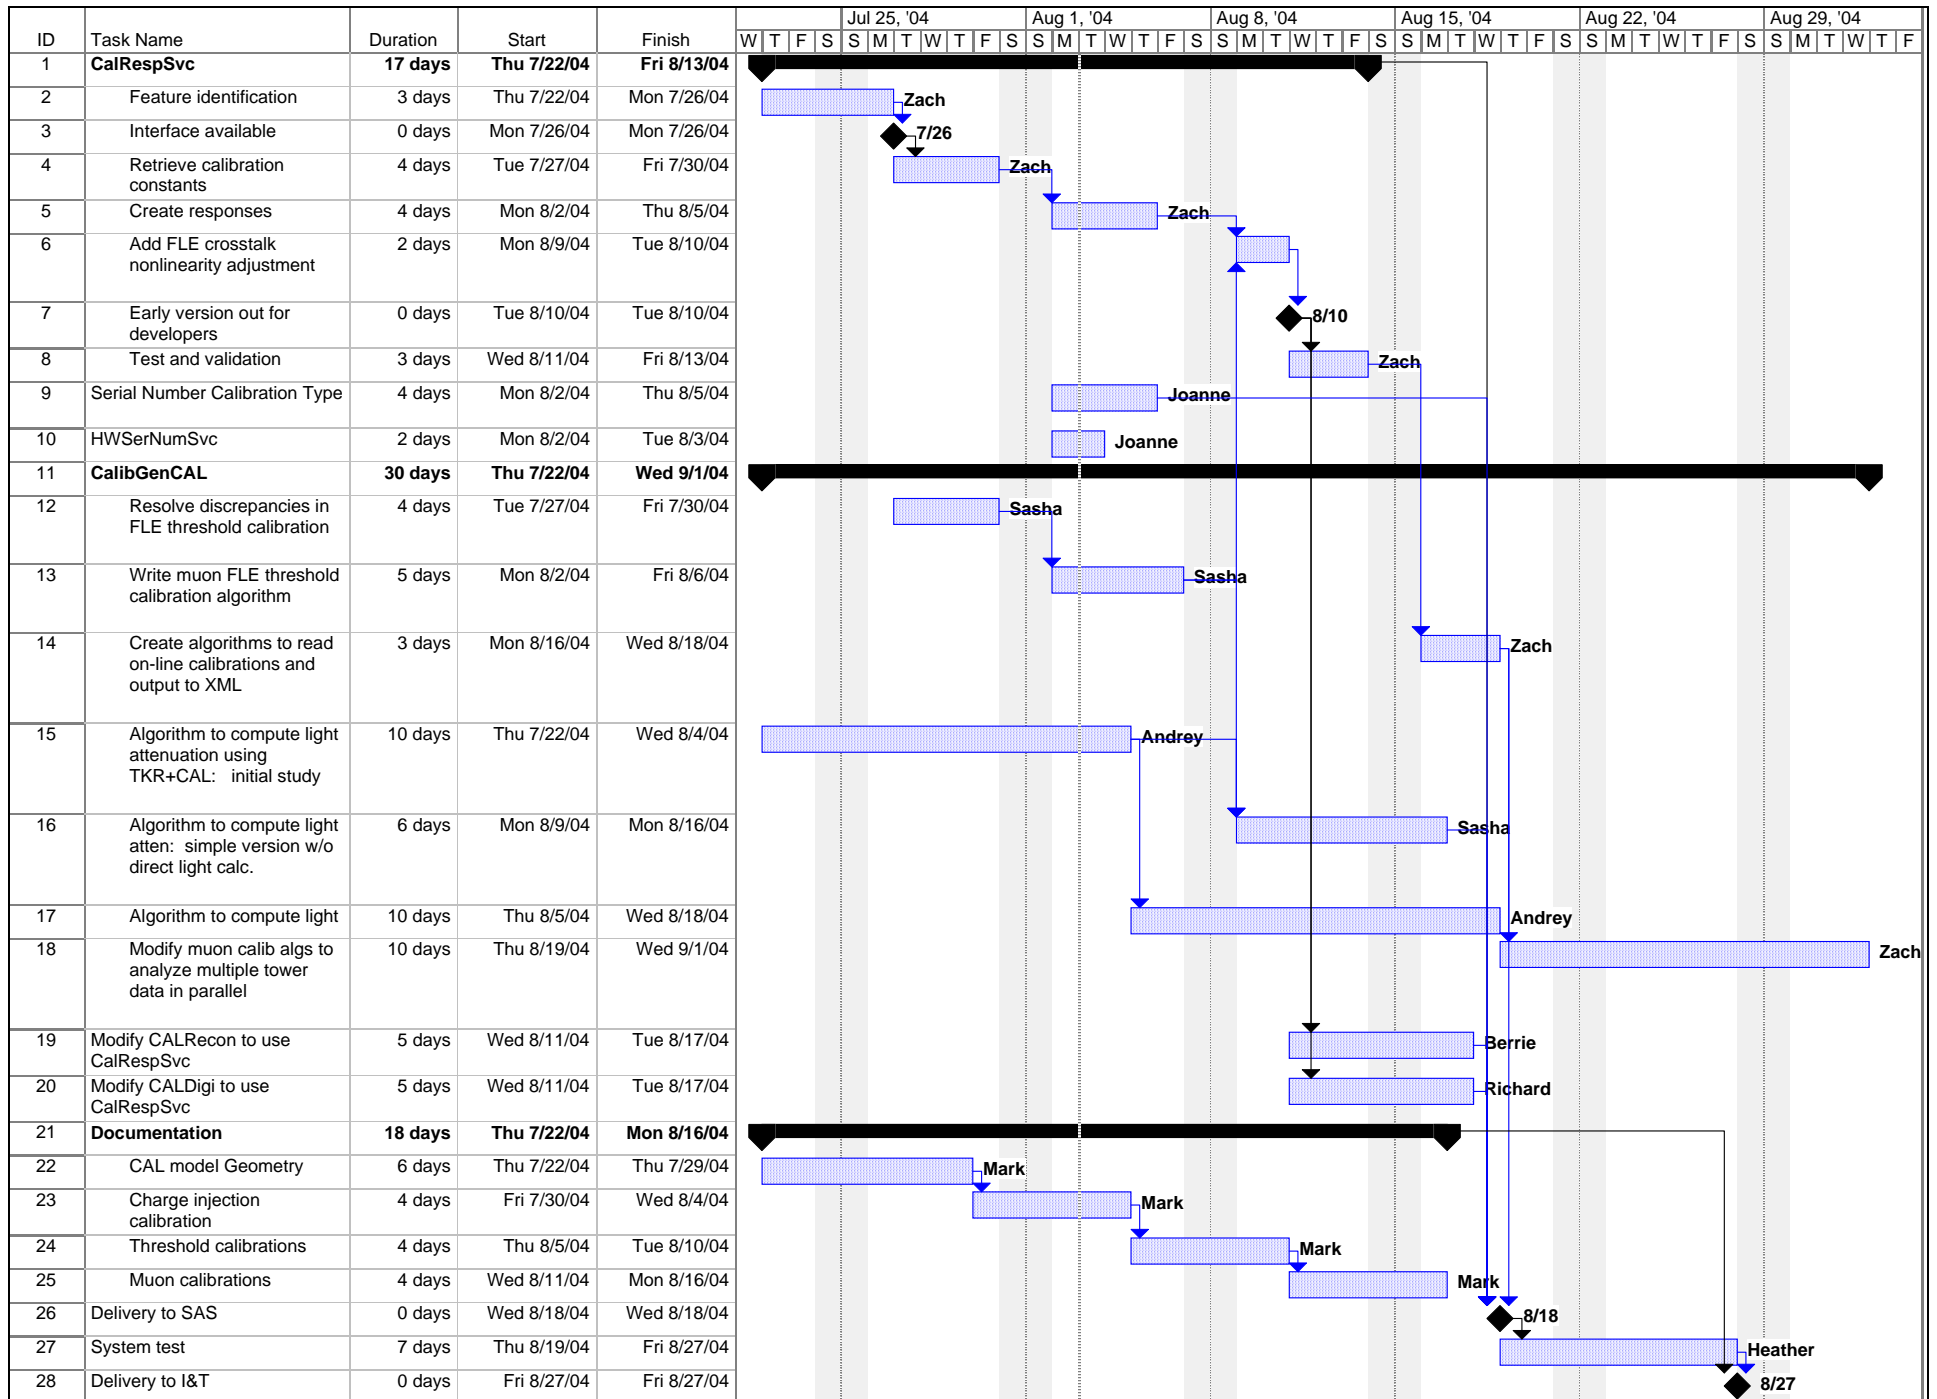 Jul 25, '04 Aug 1, '04 Aug 8, '04 Aug 15, '04 Aug 22, '04 Aug 29, '04
ID Task Name Duration Start Finish W T F S S M T W T F S S M T W T F S S M T W T F S S M T W T F S S M T W T F S S M T W T F
1 CalRespSvc 17 days Thu 7/22/04 Fri 8/13/04
2 Feature identification 3 days Thu 7/22/04 Mon 7/26/04 Zach
3 Interface available 0 days Mon 7/26/04 Mon 7/26/04 7/26
4 Retrieve calibration 4 days Tue 7/27/04 Fri 7/30/04 Zach
constants
5 Create responses 4 days Mon 8/2/04 Thu 8/5/04 Zach
6 Add FLE crosstalk 2 days Mon 8/9/04 Tue 8/10/04
nonlinearity adjustment
7 Early version out for 0 days Tue 8/10/04 Tue 8/10/04 8/10
developers
8 Test and validation 3 days Wed 8/11/04 Fri 8/13/04 Zach
9 Serial Number Calibration Type 4 days Mon 8/2/04 Thu 8/5/04 Joanne
10 HWSerNumSvc 2 days Mon 8/2/04 Tue 8/3/04 Joanne
11 CalibGenCAL 30 days Thu 7/22/04 Wed 9/1/04
12 Resolve discrepancies in 4 days Tue 7/27/04 Fri 7/30/04 Sasha
FLE threshold calibration
13 Write muon FLE threshold 5 days Mon 8/2/04 Fri 8/6/04 Sasha
calibration algorithm
14 Create algorithms to read 3 days Mon 8/16/04 Wed 8/18/04 Zach
on-line calibrations and
output to XML
15 Algorithm to compute light 10 days Thu 7/22/04 Wed 8/4/04 Andrey
attenuation using
TKR+CAL: initial study
16 Algorithm to compute light 6 days Mon 8/9/04 Mon 8/16/04 Sasha
atten: simple version w/o
direct light calc.
17 Algorithm to compute light 10 days Thu 8/5/04 Wed 8/18/04 Andrey
18 Modify muon calib algs to 10 days Thu 8/19/04 Wed 9/1/04 Zach
analyze multiple tower
data in parallel
19 Modify CALRecon to use 5 days Wed 8/11/04 Tue 8/17/04 Berrie
CalRespSvc
20 Modify CALDigi to use 5 days Wed 8/11/04 Tue 8/17/04 Richard
CalRespSvc
21 Documentation 18 days Thu 7/22/04 Mon 8/16/04
22 CAL model Geometry 6 days Thu 7/22/04 Thu 7/29/04 Mark
23 Charge injection 4 days Fri 7/30/04 Wed 8/4/04 Mark
calibration
24 Threshold calibrations 4 days Thu 8/5/04 Tue 8/10/04 Mark
25 Muon calibrations 4 days Wed 8/11/04 Mon 8/16/04 Mark
26 Delivery to SAS 0 days Wed 8/18/04 Wed 8/18/04 8/18
27 System test 7 days Thu 8/19/04 Fri 8/27/04 Heather
28 Delivery to I&T 0 days Fri 8/27/04 Fri 8/27/04 8/27